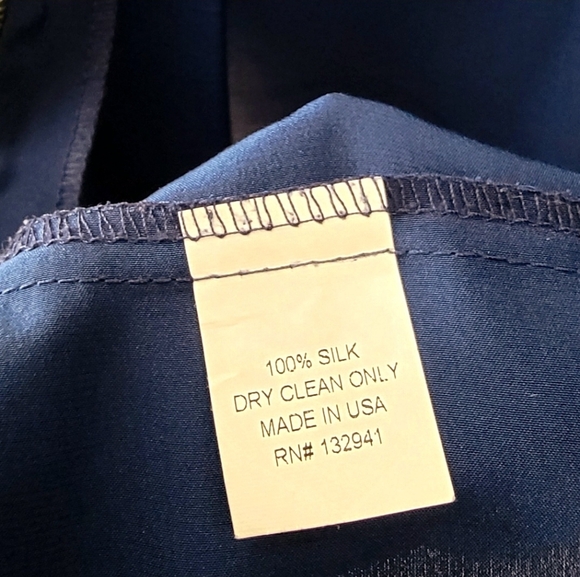 100% SILK
DRY CLEAN ONLY
MADE IN USA
RN# 132941